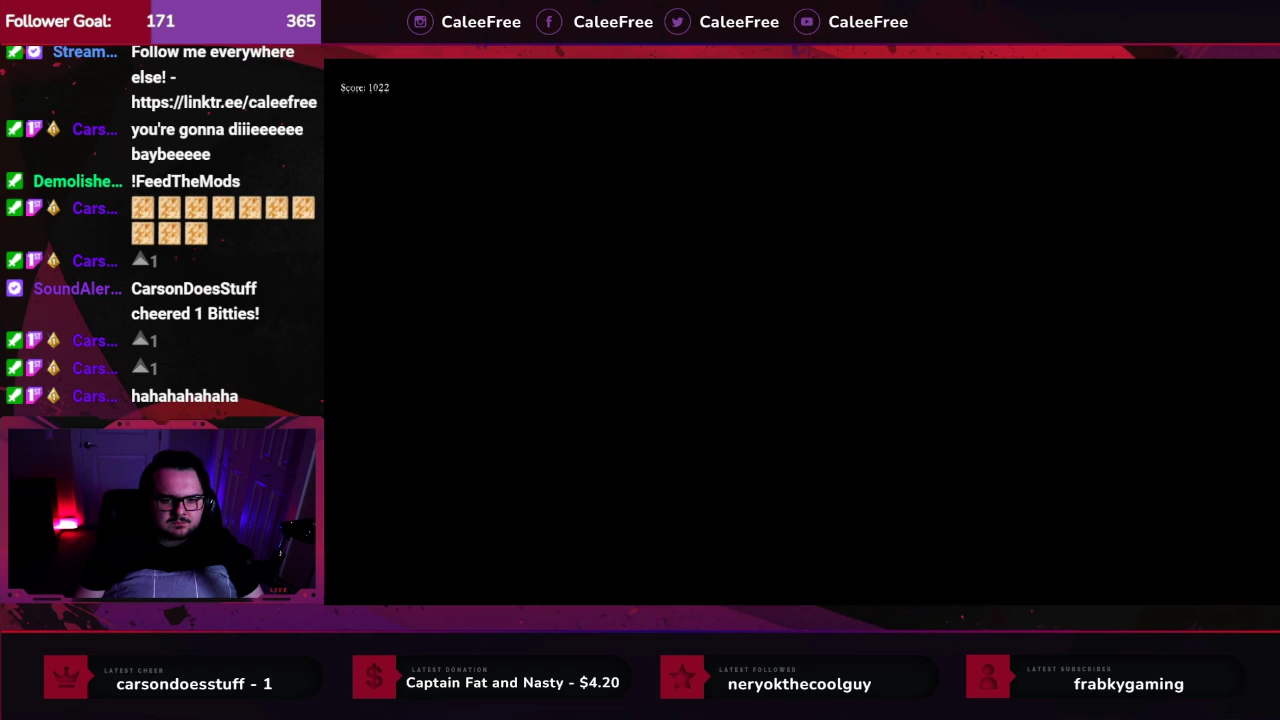 Follower Goal: 171 365
CaleeFree CaleeFree CaleeFree CaleeFree
Stream... Follow me everywhere
else! -
https://linktr.ee/caleefree
Cars... you're gonna diiieeeeee
baybeeeee
Demolishe... !FeedTheMods
Cars...
Cars... 1
SoundAler... CarsonDoesStuff
cheered 1 Bitties!
Cars... 1
Cars... 1
Cars... hahahahahaha
Score: 1022
LIVE
LATEST CHEER
carsondoesstuff - 1
LATEST DONATION
Captain Fat and Nasty - $4.20
LATEST FOLLOWER
neryokthecoolguy
LATEST SUBSCRIBER
frabkygaming